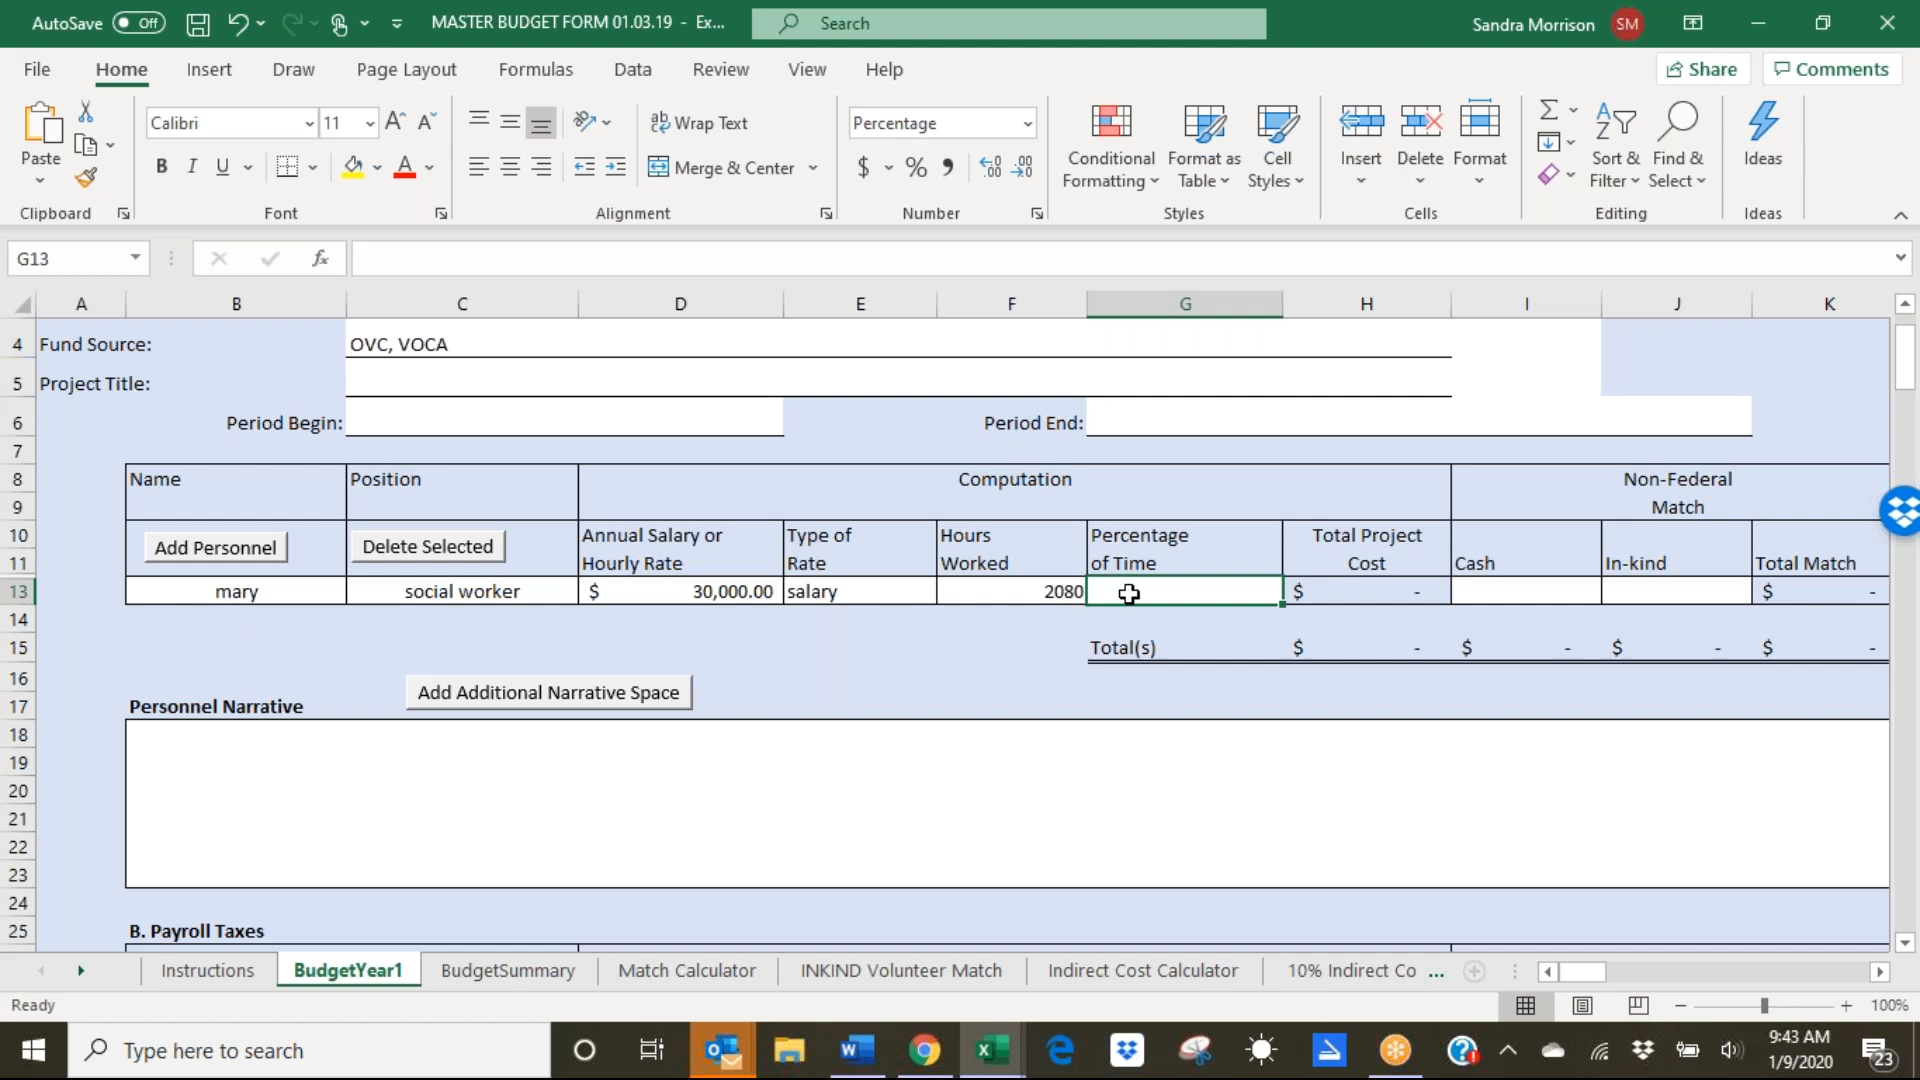 AutoSave Off MASTER BUDGET FORM 01.03.19 - Ex... Search Sandra Morrison SM
File Home Insert Draw Page Layout Formulas Data Review View Help Share Comments
Calibri 11 Wrap Text Percentage
Paste B I U A Merge & Center $ % Conditional Formatting Format as Table Cell Styles Insert Delete Format Sort & Filter Find & Select Ideas
Clipboard Font Alignment Number Styles Cells Editing Ideas
G13 fx
A B C D E F G H I J K
4 Fund Source: OVC, VOCA
5 Project Title:
6 Period Begin: Period End:
7
8 Name Position Computation Non-Federal
9 Match
10 Add Personnel Delete Selected Annual Salary or Type of Hours Percentage Total Project
11 Hourly Rate Rate Worked of Time Cost Cash In-kind Total Match
13 mary social worker $ 30,000.00 salary 2080 $ - $ -
14
15 Total(s) $ - $ - $ - $ -
16 Add Additional Narrative Space
17 Personnel Narrative
18
19
20
21
22
23
24
25 B. Payroll Taxes
Instructions BudgetYear1 BudgetSummary Match Calculator INKIND Volunteer Match Indirect Cost Calculator 10% Indirect Co ...
Ready 100%
Type here to search 9:43 AM
1/9/2020 23